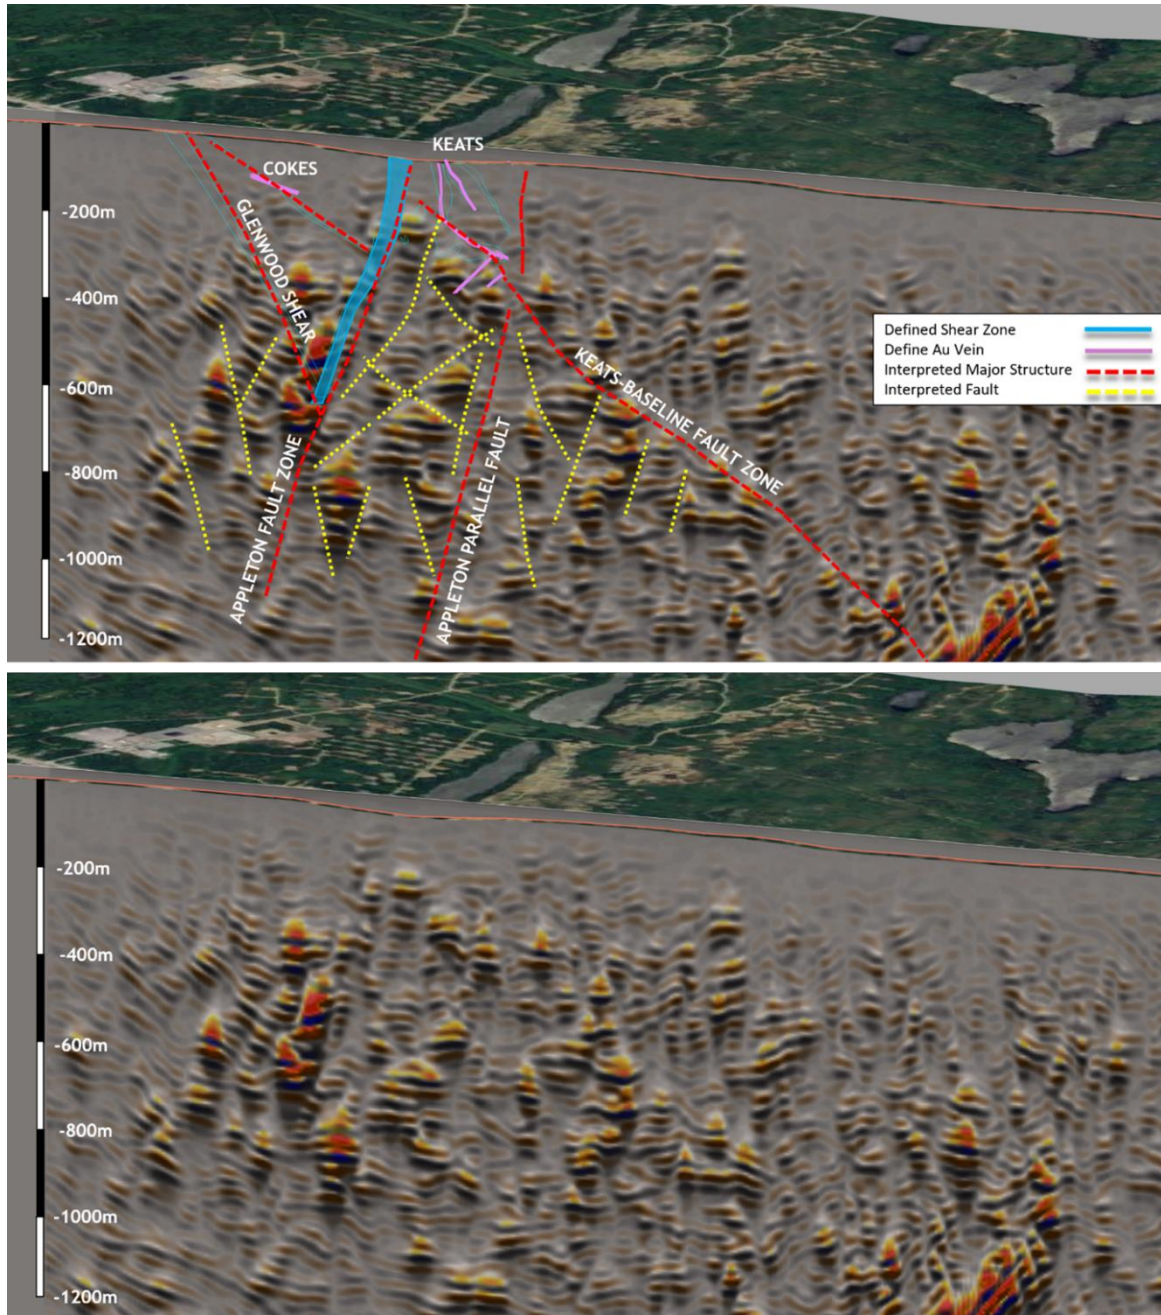 KEATS
COKES
-200m
GLENWOOD SHEAR
-400m
Defined Shear Zone
Define Au Vein
Interpreted Major Structure
Interpreted Fault
KEATS-BASELINE FAULT ZONE
-600m
-800m
APPLETON FAULT ZONE
APPLETON PARALLEL FAULT
-1000m
-1200m
-200m
-400m
-600m
-800m
-1000m
-1200m